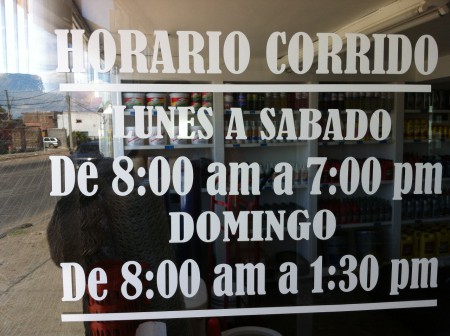 HORARIO CORRIDO
LUNES A SABADO
De 8:00 am a 7:00 pm
DOMINGO
De 8:00 am a 1:30 pm